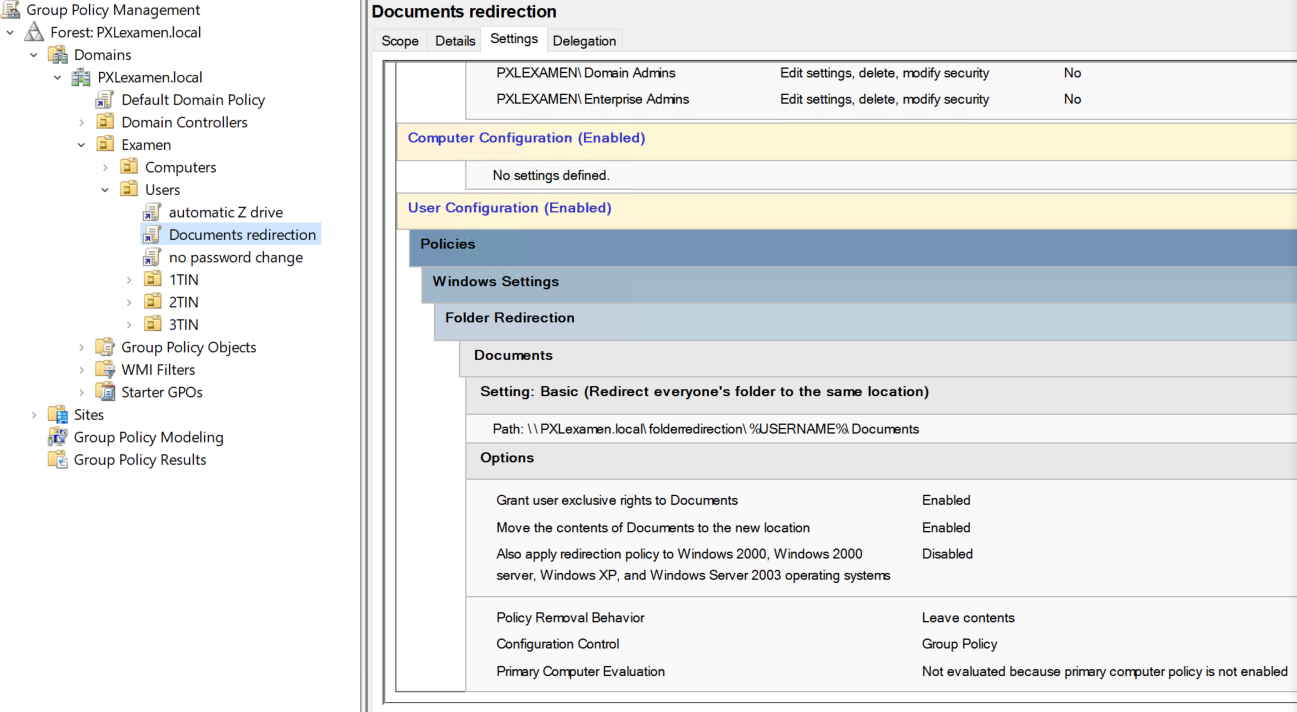 Group Policy Management
Forest: PXLexamen.local
Domains
PXLexamen.local
Default Domain Policy
Domain Controllers
Examen
Computers
Users
automatic Z drive
Documents redirection
no password change
1TIN
2TIN
3TIN
Group Policy Objects
WMI Filters
Starter GPOs
Sites
Group Policy Modeling
Group Policy Results
Documents redirection
Scope Details Settings Delegation
PXLEXAMEN\Domain Admins Edit settings, delete, modify security No
PXLEXAMEN\Enterprise Admins Edit settings, delete, modify security No
Computer Configuration (Enabled)
No settings defined.
User Configuration (Enabled)
Policies
Windows Settings
Folder Redirection
Documents
Setting: Basic (Redirect everyone's folder to the same location)
Path: \\PXLexamen.local\folderredirection\%USERNAME%\Documents
Options
Grant user exclusive rights to Documents Enabled
Move the contents of Documents to the new location Enabled
Also apply redirection policy to Windows 2000, Windows 2000 Disabled
server, Windows XP, and Windows Server 2003 operating systems
Policy Removal Behavior Leave contents
Configuration Control Group Policy
Primary Computer Evaluation Not evaluated because primary computer policy is not enabled